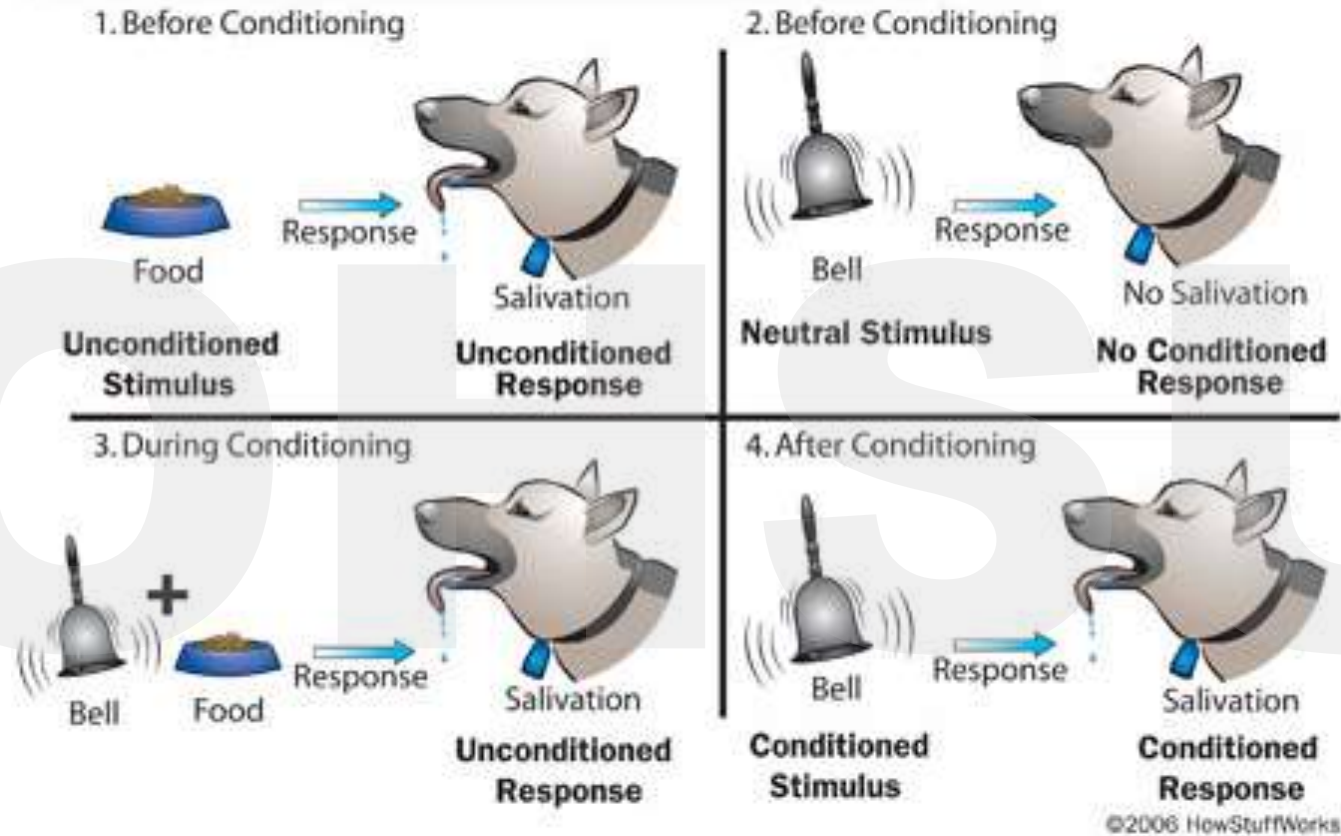 1. Before Conditioning
Food
Response
Salivation
Unconditioned
Stimulus
Unconditioned
Response
2. Before Conditioning
Bell
Response
No Salivation
Neutral Stimulus
No Conditioned
Response
3. During Conditioning
+
Bell
Food
Response
Salivation
Unconditioned
Response
4. After Conditioning
Bell
Response
Salivation
Conditioned
Stimulus
Conditioned
Response
©2006 HowStuffWorks